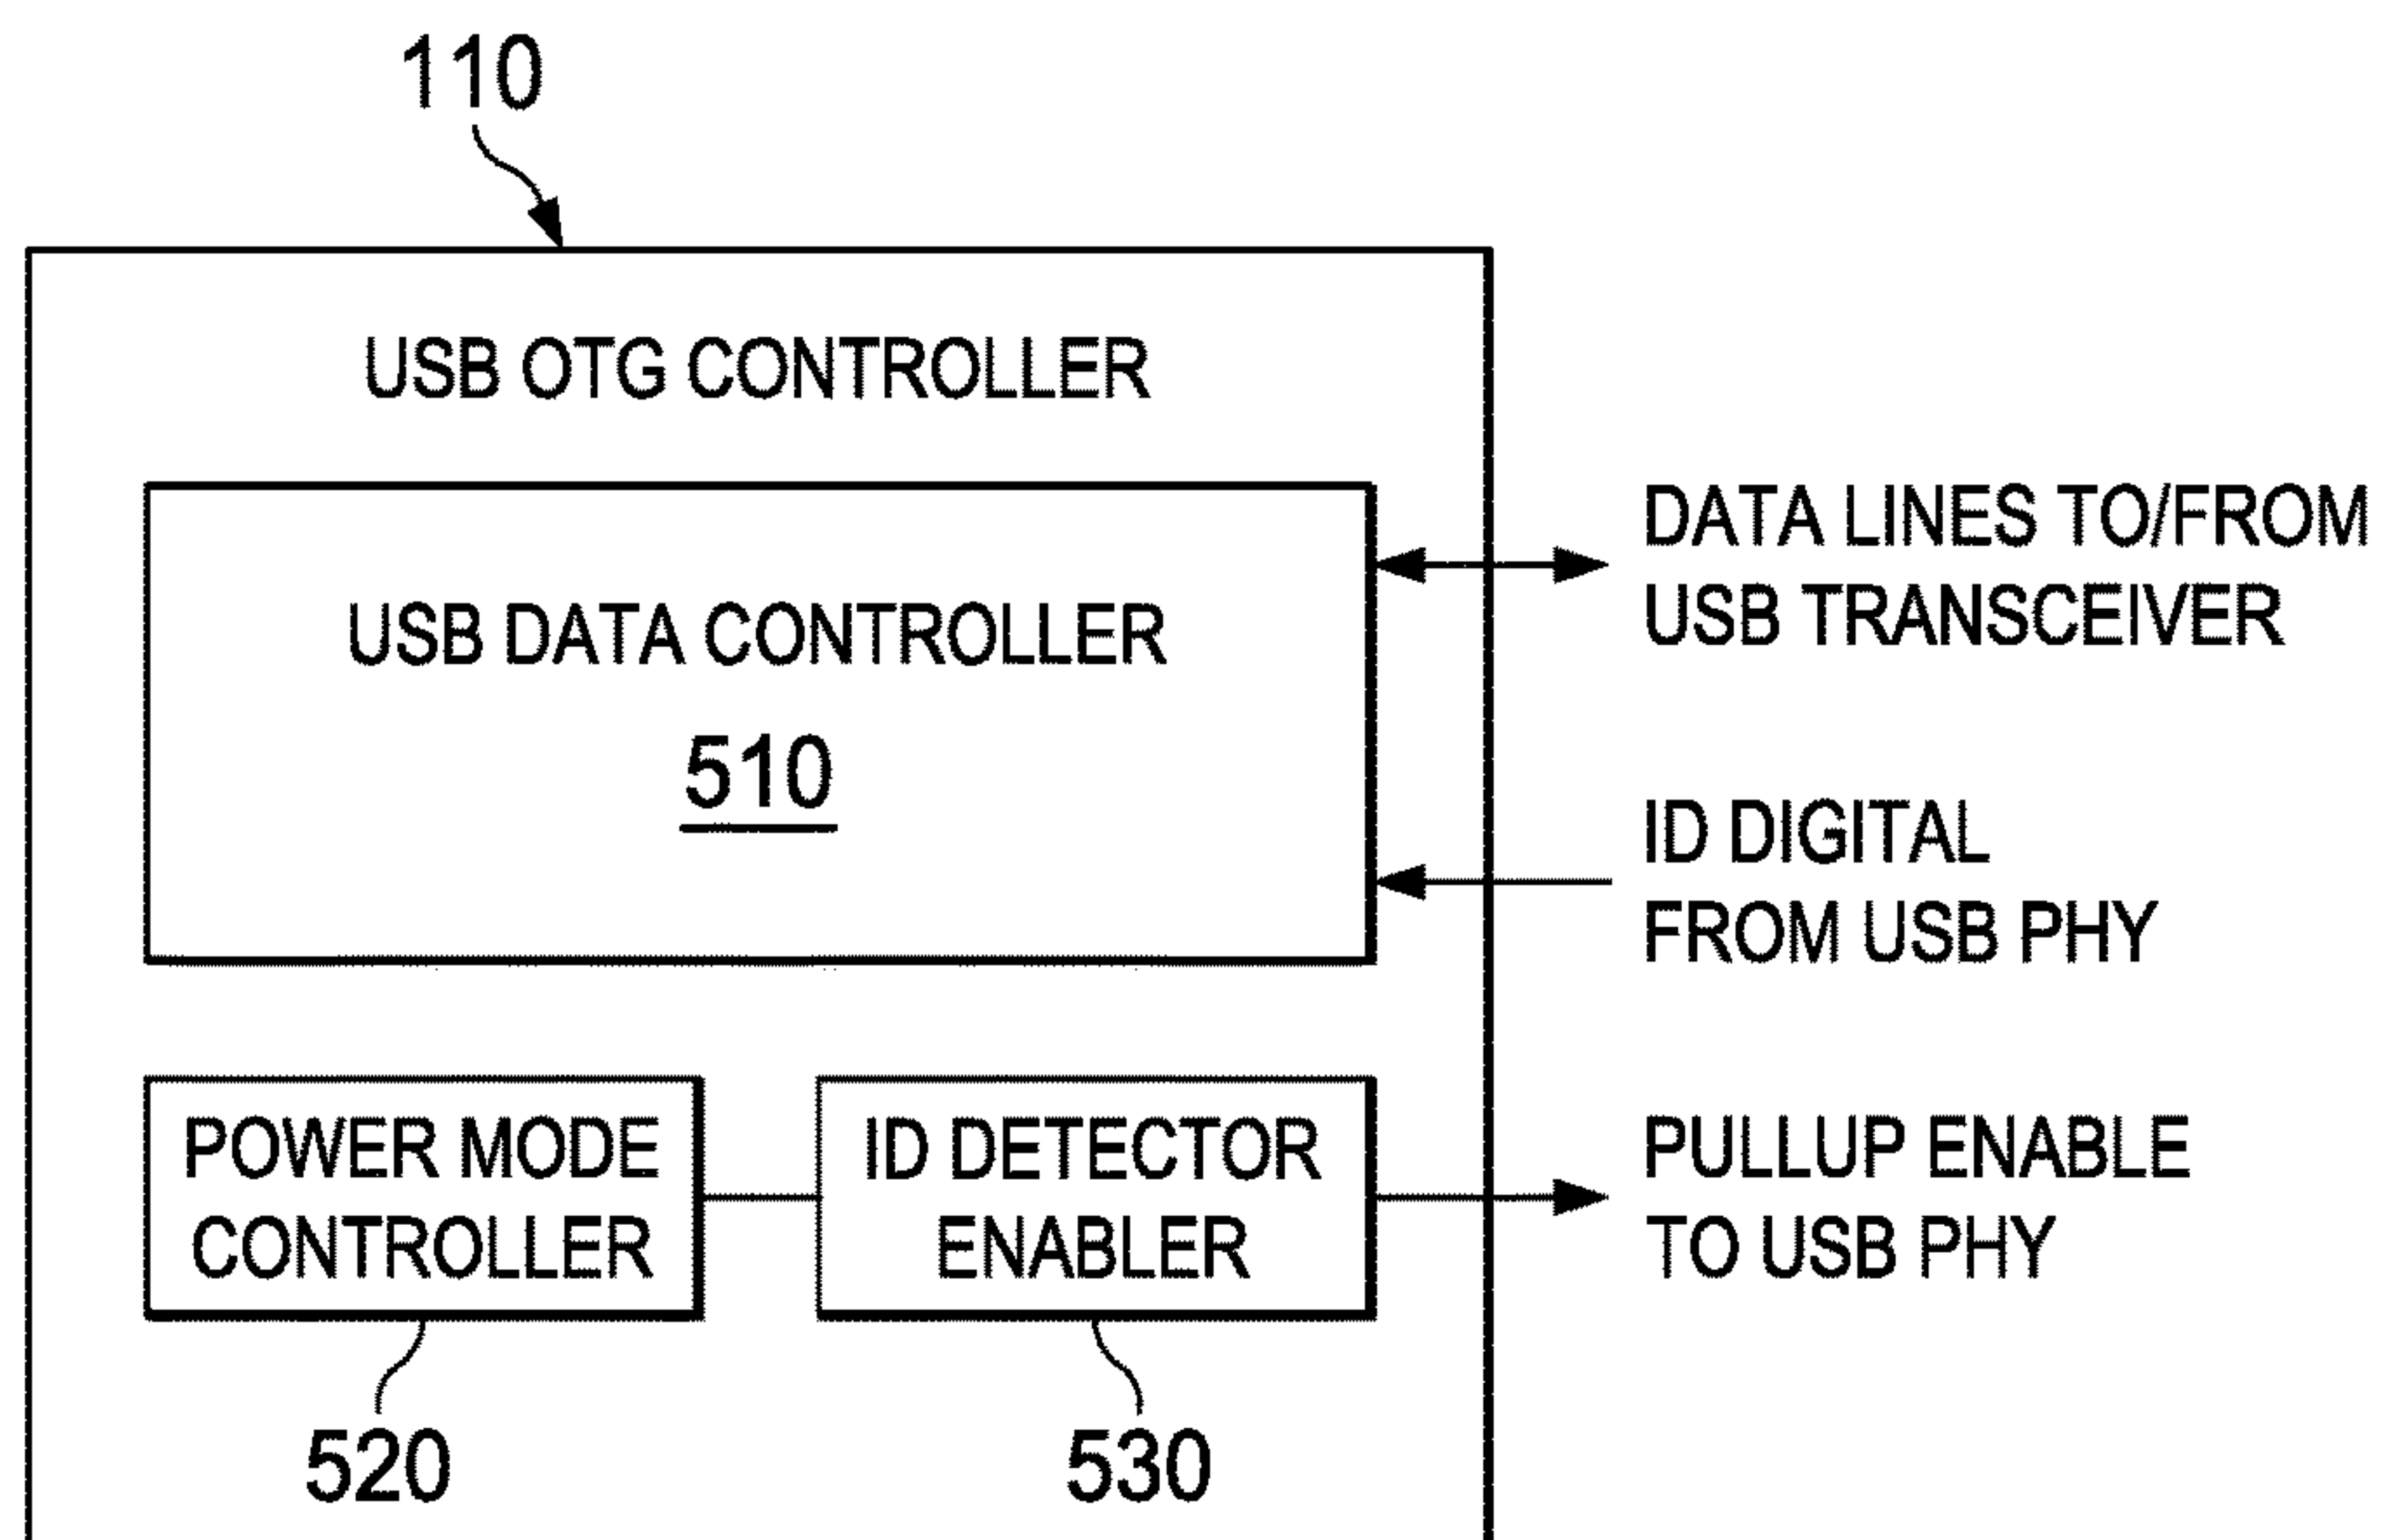 110
USB OTG CONTROLLER
USB DATA CONTROLLER
510
DATA LINES TO/FROM
USB TRANSCEIVER
ID DIGITAL
FROM USB PHY
POWER MODE
CONTROLLER
ID DETECTOR
ENABLER
PULLUP ENABLE
TO USB PHY
520
530